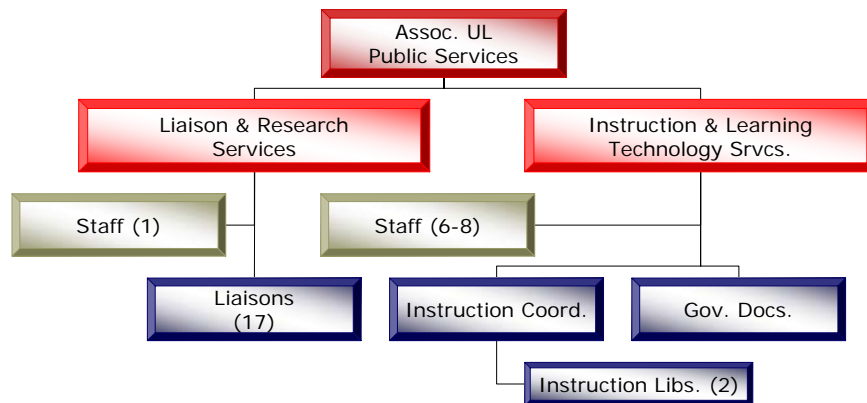 Assoc. UL
Public Services
Liaison & Research
Services
Instruction & Learning
Technology Srvcs.
Staff (1)
Staff (6-8)
Liaisons
(17)
Instruction Coord.
Gov. Docs.
Instruction Libs. (2)